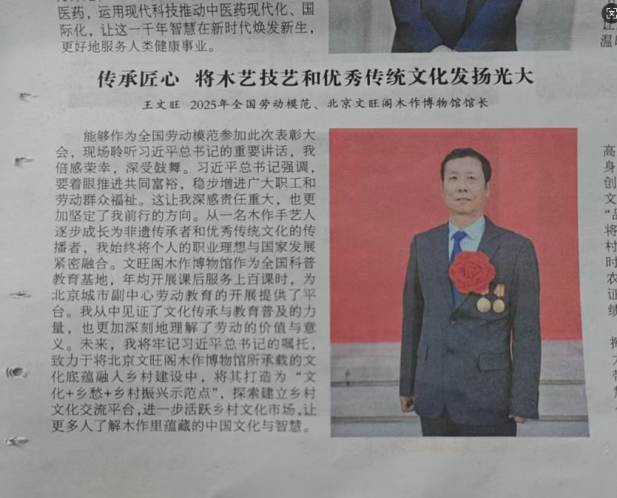 医药，运用现代科技推动中医药现代化、国
际化，让这一千年智慧在新时代焕发新生，
更好地服务人类健康事业。
传承匠心 将木艺技艺和优秀传统文化发扬光大
王文旺 2025年全国劳动模范、北京文旺阁木作博物馆馆长
能够作为全国劳动模范参加此次表彰大
会，现场聆听习近平总书记的重要讲话，我
倍感荣幸，深受鼓舞。习近平总书记强调，
要着眼推进共同富裕，稳步增进广大职工和
劳动群众福祉。这让我深感责任重大，也更
加坚定了我前行的方向。从一名木作手艺人
逐步成长为非遗传承者和优秀传统文化的传
播者，我始终将个人的职业理想与国家发展
紧密融合。文旺阁木作博物馆作为全国科普
教育基地，年均开展课后服务上百课时，为
北京城市副中心劳动教育的开展提供了平
台。我从中见证了文化传承与教育普及的力
量，也更加深刻地理解了劳动的价值与意
义。未来，我将牢记习近平总书记的嘱托，
致力于将北京文旺阁木作博物馆所承载的文
化底蕴融入乡村建设中，将其打造为“文
化+乡愁+乡村振兴示范点”，探索建立乡村
文化交流平台，进一步活跃乡村文化市场，让
更多人了解木作里蕴藏的中国文化与智慧。
温
高
身
创
文
“品
将
村
时
农
证
绩